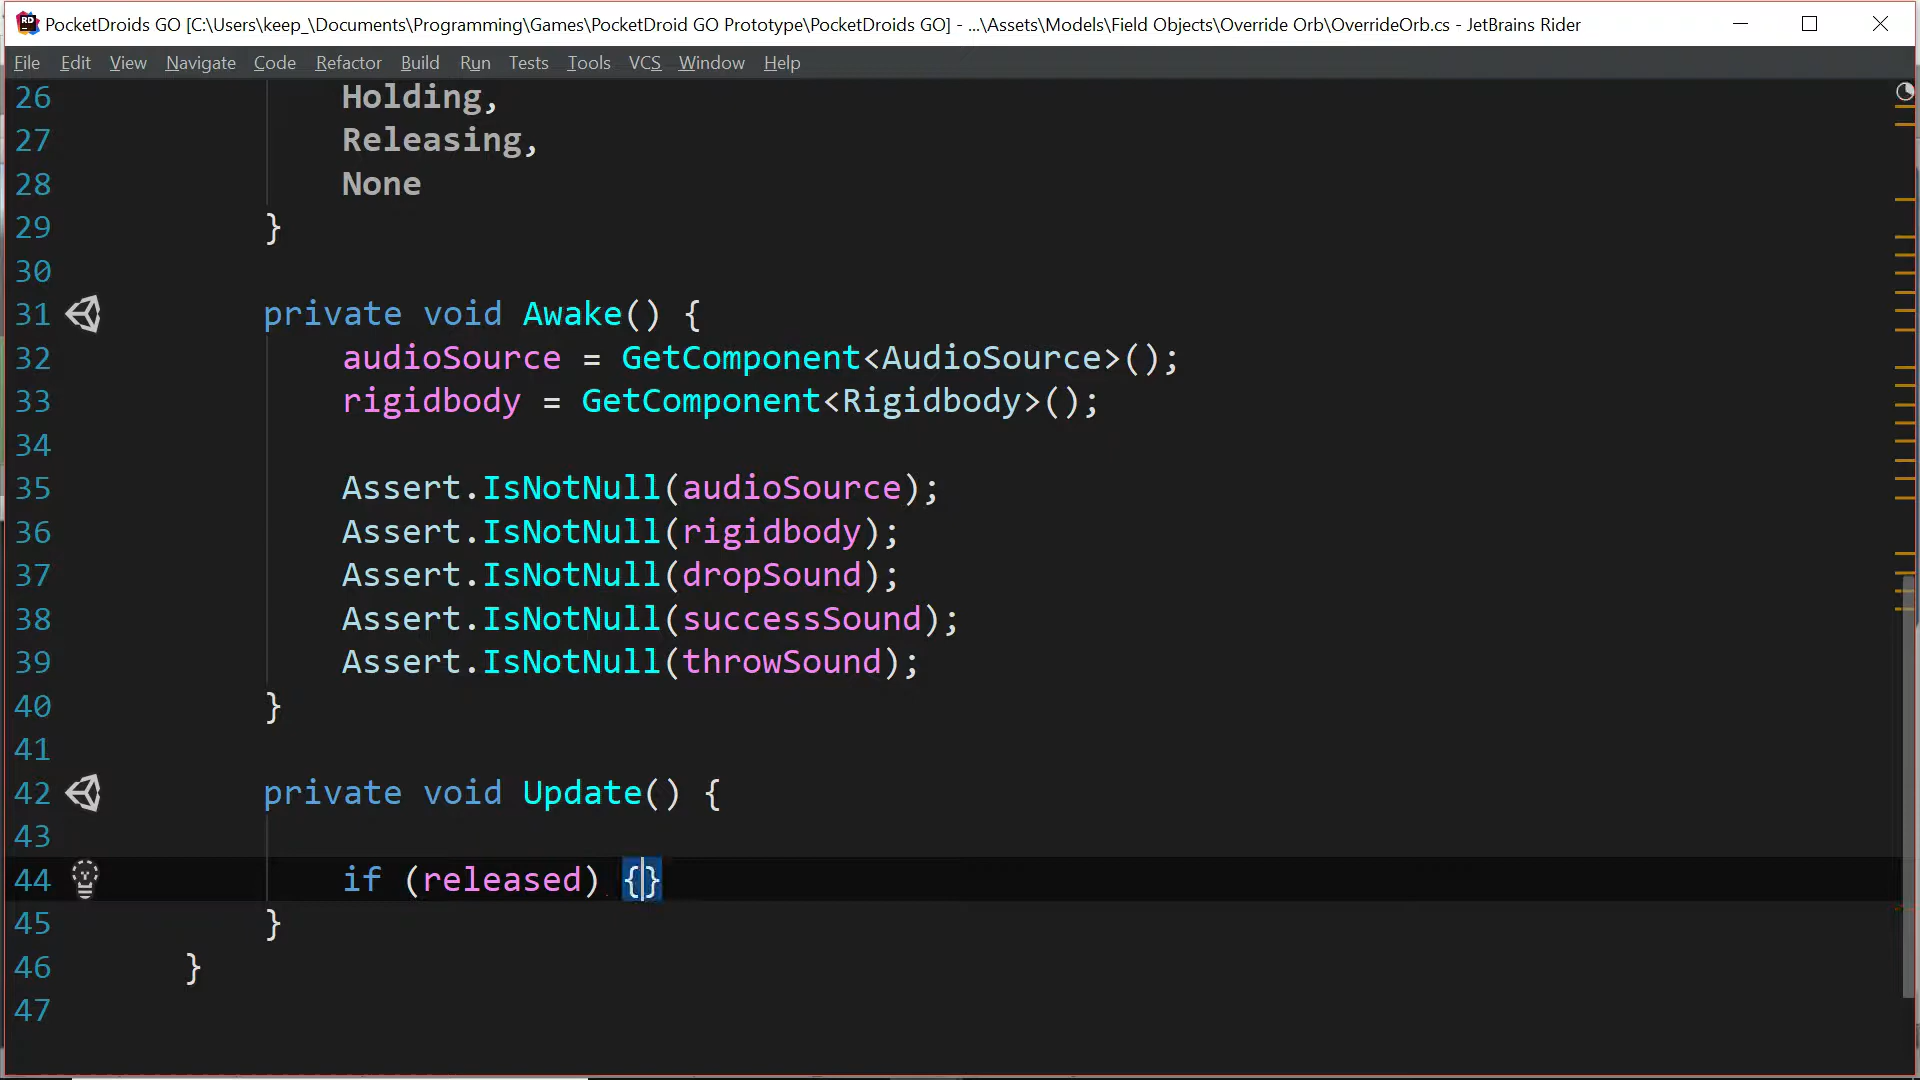 PocketDroids GO [C:\Users\keep_\Documents\Programming\Games\PocketDroid GO Prototype\PocketDroids GO] - ...\Assets\Models\Field Objects\Override Orb\OverrideOrb.cs - JetBrains Rider
File Edit View Navigate Code Refactor Build Run Tests Tools VCS Window Help
26 Holding,
27 Releasing,
28 None
29 }
30
31 private void Awake() {
32 audioSource = GetComponent<AudioSource>();
33 rigidbody = GetComponent<Rigidbody>();
34
35 Assert.IsNotNull(audioSource);
36 Assert.IsNotNull(rigidbody);
37 Assert.IsNotNull(dropSound);
38 Assert.IsNotNull(successSound);
39 Assert.IsNotNull(throwSound);
40 }
41
42 private void Update() {
43
44 if (released) {}
45 }
46 }
47